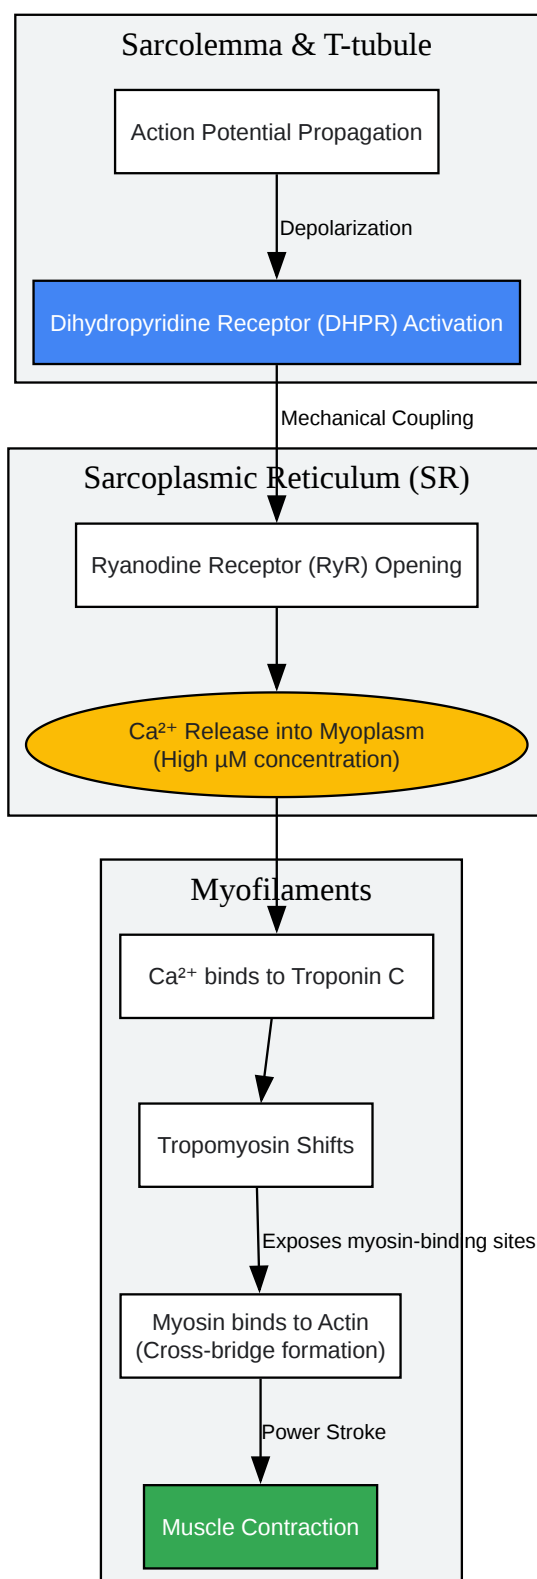 Sarcolemma & T-tubule
Action Potential Propagation
Depolarization
Dihydropyridine Receptor (DHPR) Activation
Mechanical Coupling
Sarcoplasmic Reticulum (SR)
Ryanodine Receptor (RyR) Opening
Ca²⁺ Release into Myoplasm
(High µM concentration)
Myofilaments
Ca²⁺ binds to Troponin C
Tropomyosin Shifts
Exposes myosin-binding sites
Myosin binds to Actin
(Cross-bridge formation)
Power Stroke
Muscle Contraction